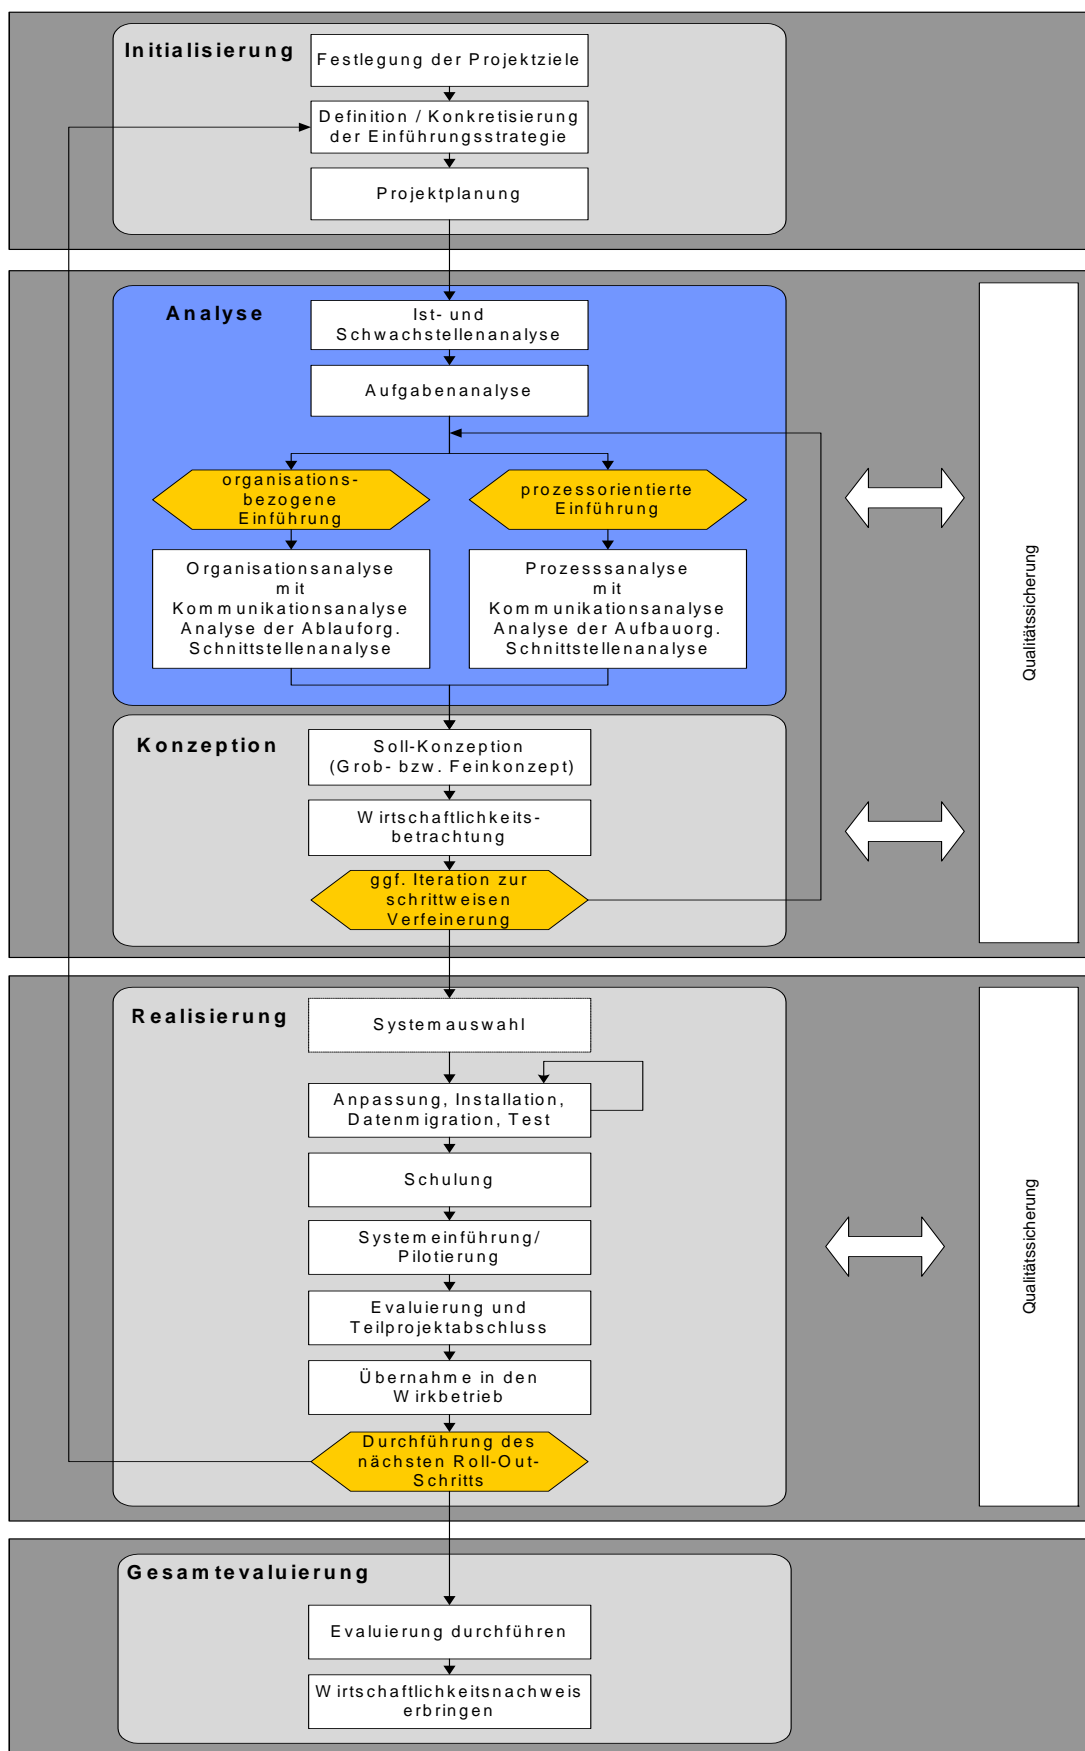 Initialisierung
Festlegung der Projektziele
Definition / Konkretisierung
der Einführungsstrategie
Projektplanung
Analyse
Ist- und
Schwachstellenanalyse
Aufgabenanalyse
organisations-
bezogene
Einführung
prozessorientierte
Einführung
Organisationsanalyse
mit
Kommunikationsanalyse
Analyse der Ablauforg.
Schnittstellenanalyse
Prozesssanalyse
mit
Kommunikationsanalyse
Analyse der Aufbauorg.
Schnittstellenanalyse
Qualitätssicherung
Konzeption
Soll-Konzeption
(Grob- bzw. Feinkonzept)
Wirtschaftlichkeits-
betrachtung
ggf. Iteration zur
schrittweisen
Verfeinerung
Realisierung
Systemauswahl
Anpassung, Installation,
Datenmigration, Test
Schulung
Systemeinführung/
Pilotierung
Evaluierung und
Teilprojektabschluss
Übernahme in den
Wirkbetrieb
Durchführung des
nächsten Roll-Out-
Schritts
Qualitätssicherung
Gesamtevaluierung
Evaluierung durchführen
Wirtschaftlichkeitsnachweis
erbringen